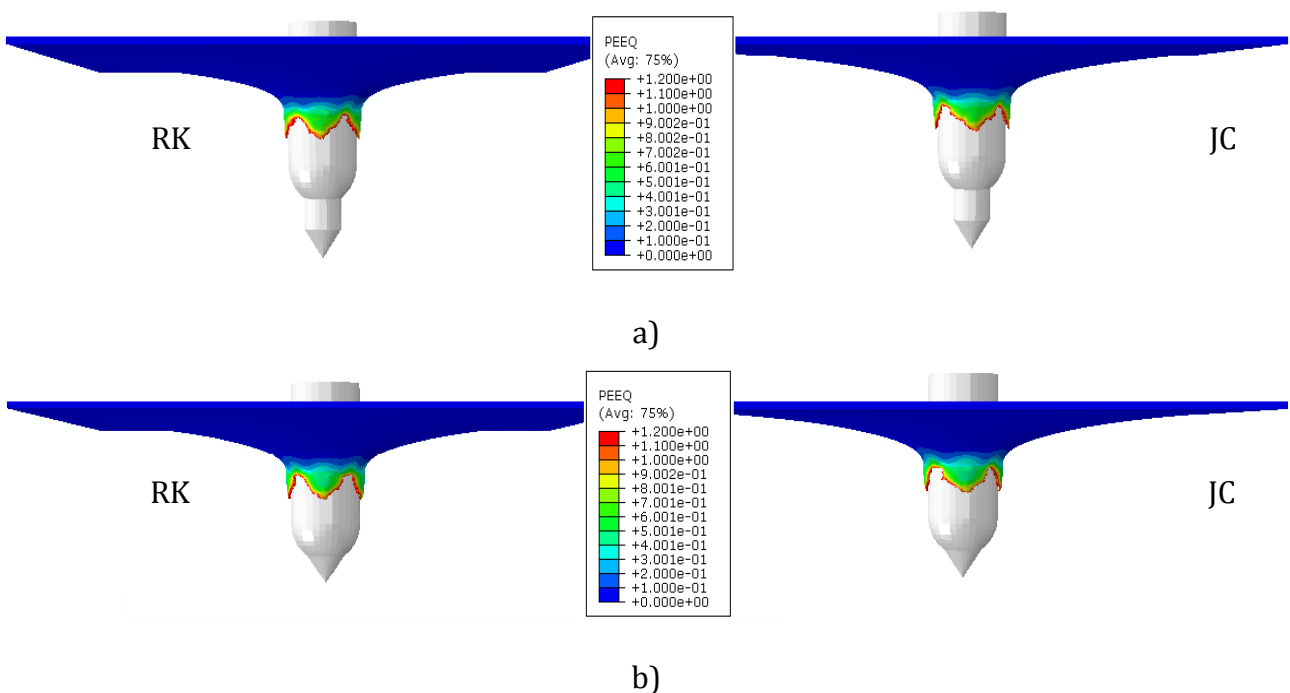 RK
PEEQ
(Avg: 75%)
+1.200e+00
+1.100e+00
+1.000e+00
+9.002e-01
+8.002e-01
+7.002e-01
+6.001e-01
+5.001e-01
+4.001e-01
+3.001e-01
+2.000e-01
+1.000e-01
+0.000e+00
JC
a)
RK
PEEQ
(Avg: 75%)
+1.200e+00
+1.100e+00
+1.000e+00
+9.002e-01
+8.001e-01
+7.001e-01
+6.001e-01
+5.001e-01
+4.001e-01
+3.001e-01
+2.000e-01
+1.000e-01
+0.000e+00
JC
b)